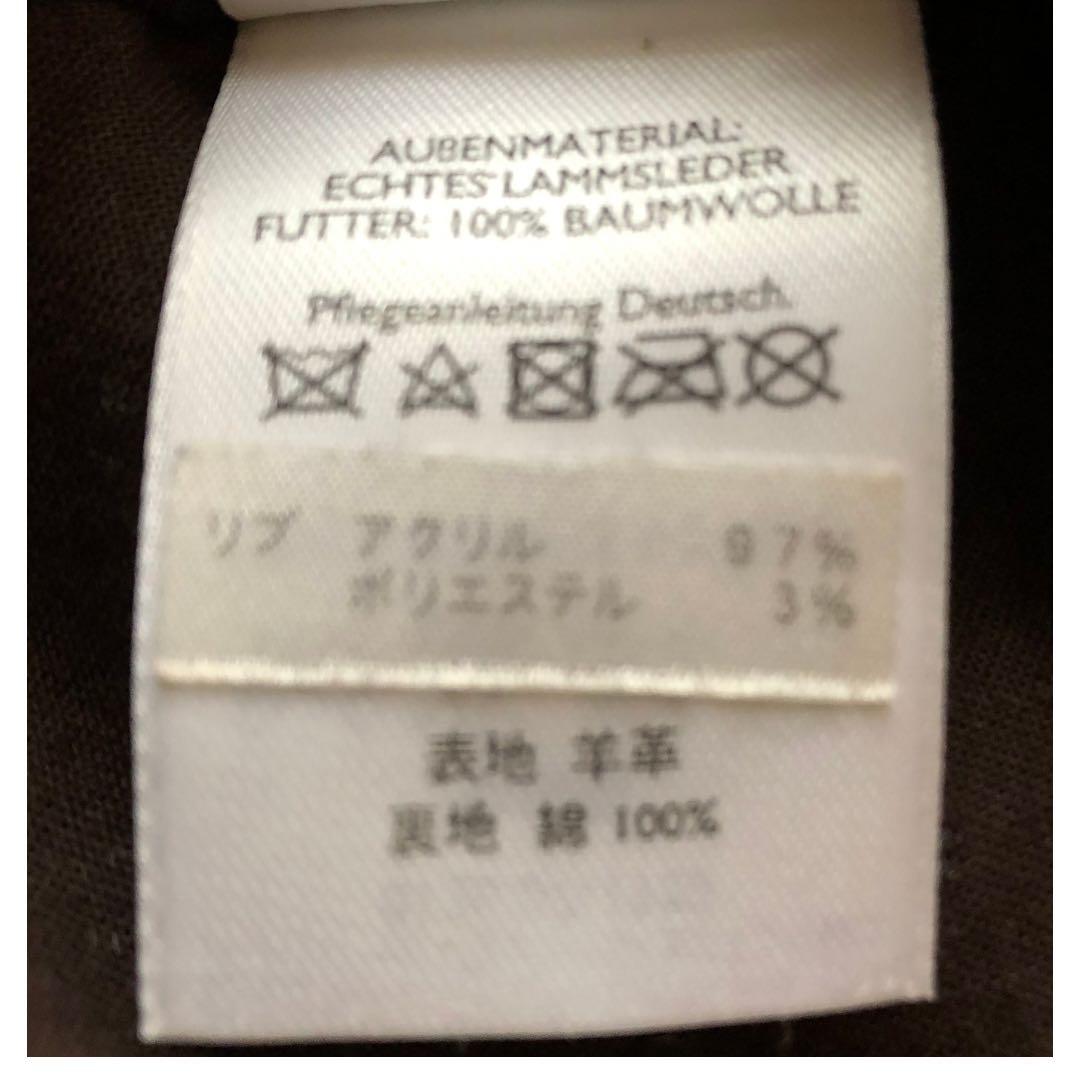 AUßENMATERIAL:
ECHTES LAMMSLEDER
FUTTER: 100% BAUMWOLLE
Pflegeanleitung Deutsch.
リブ アクリル 97%
ポリエステル 3%
表地 羊革
裏地 綿 100%